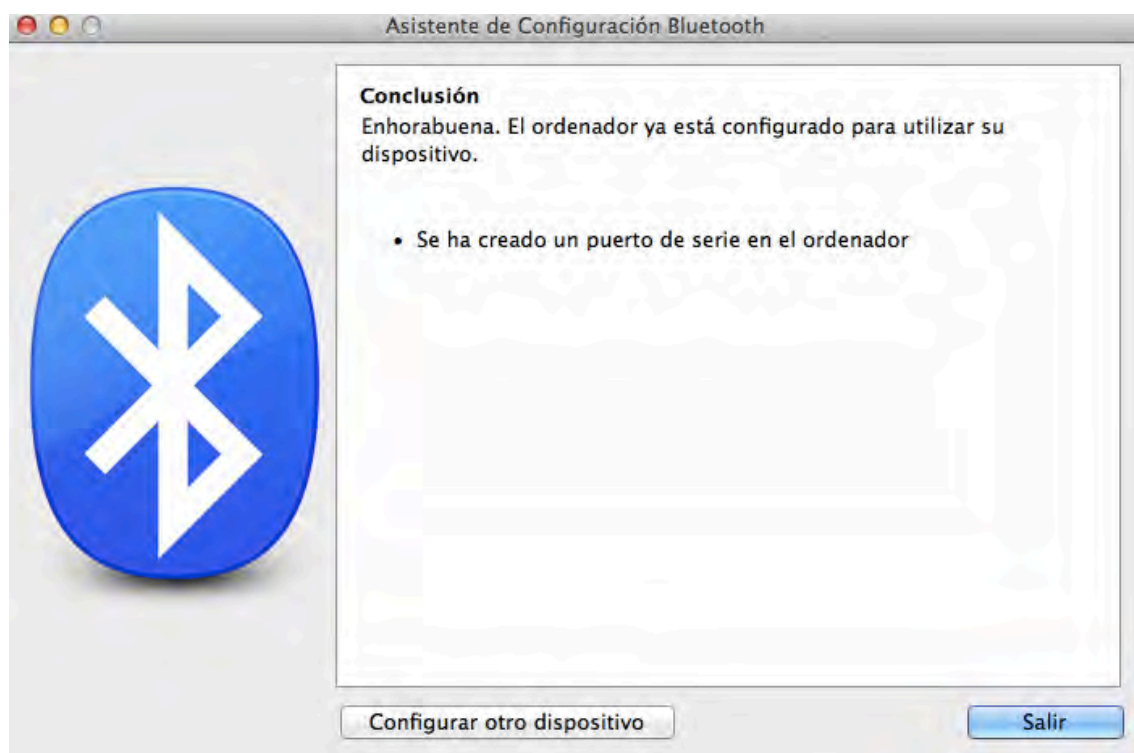 Asistente de Configuración Bluetooth
Conclusión
Enhorabuena. El ordenador ya está configurado para utilizar su
dispositivo.
• Se ha creado un puerto de serie en el ordenador
Configurar otro dispositivo
Salir